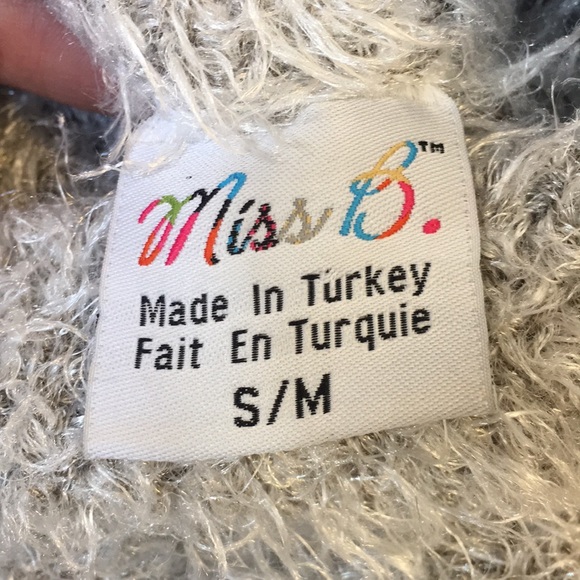 Miss B.™
Made In Turkey
Fait En Turquie
S/M